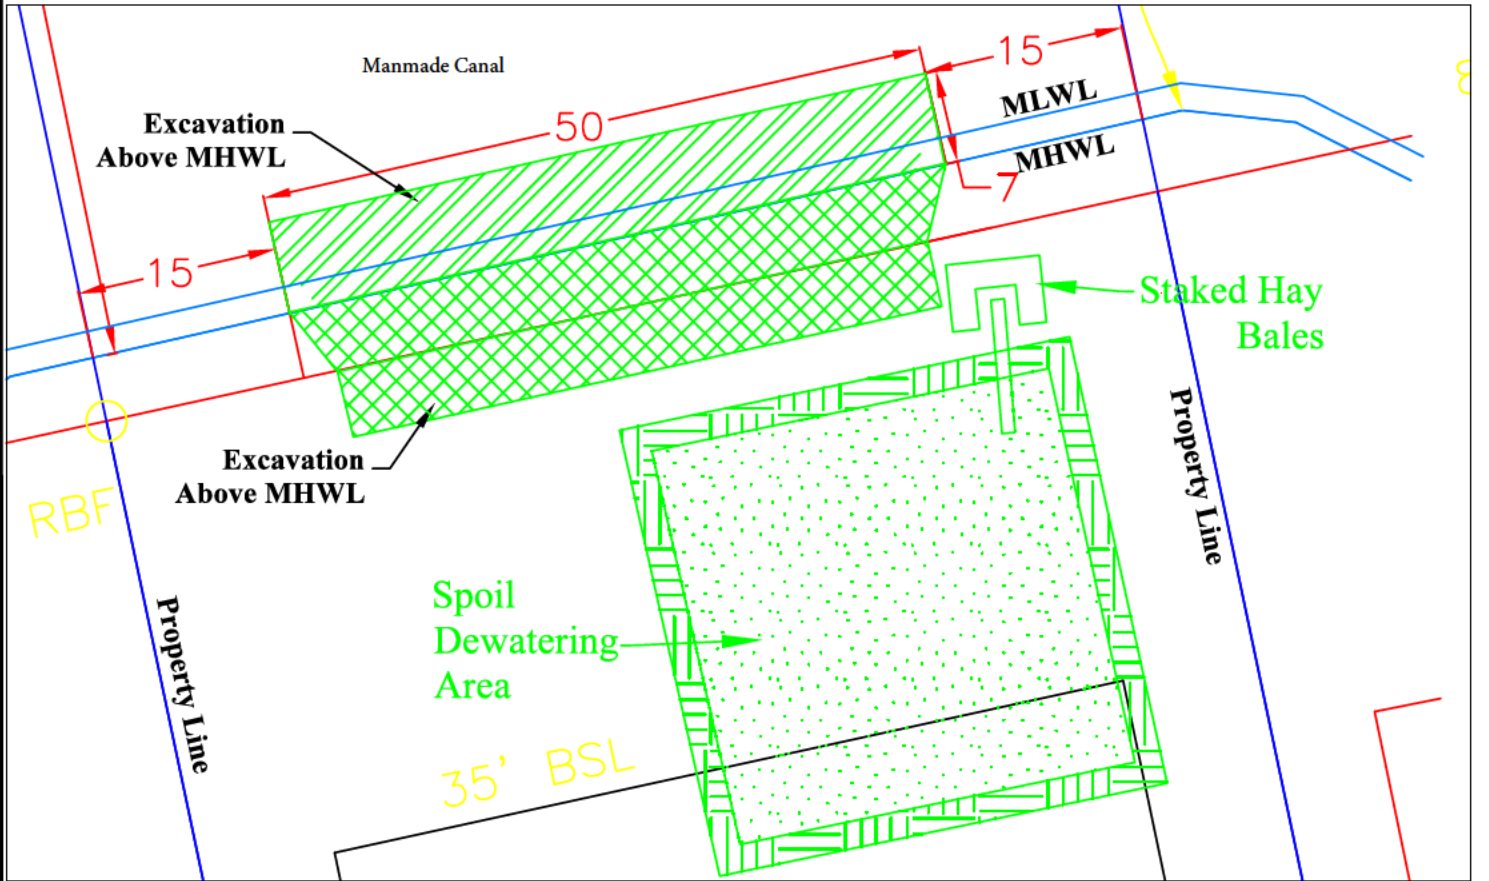 Manmade Canal
15
8
MLWL
50
Excavation
Above MHWL
MHWL
7
15
Staked Hay
Bales
Excavation
Above MHWL
RBF
Property Line
Spoil
Dewatering
Area
Property Line
35' BSL